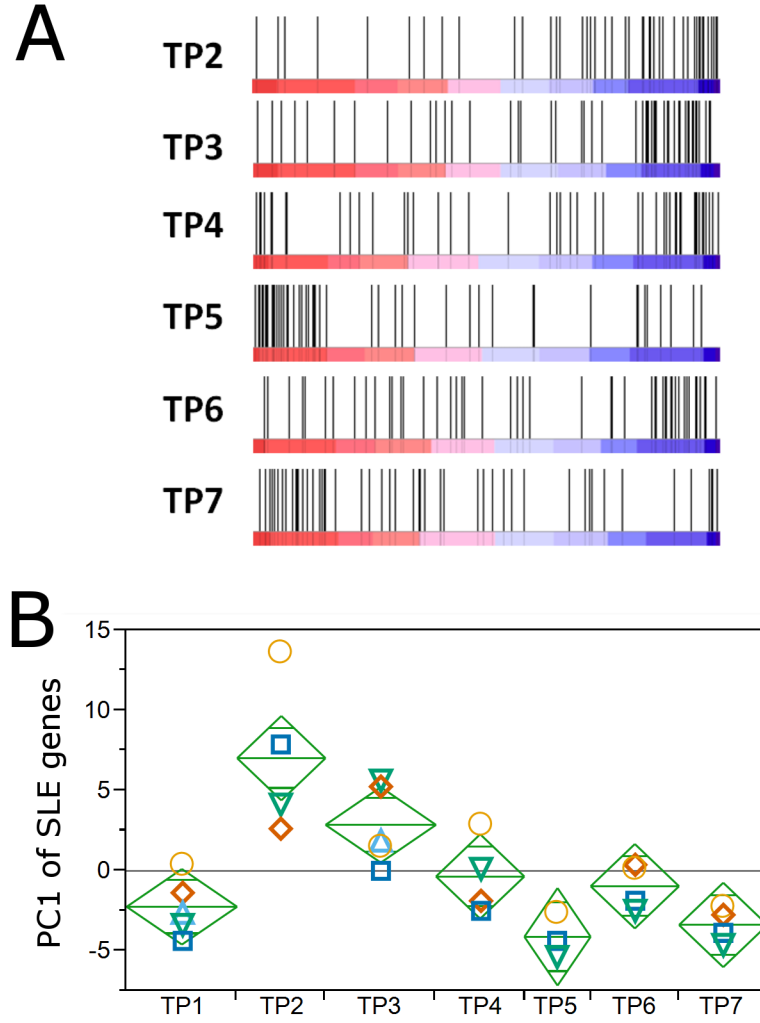 A
TP2
TP3
TP4
TP5
TP6
TP7
B
PC1 of SLE genes
15
10
5
0
-5
TP1 TP2 TP3 TP4 TP5 TP6 TP7